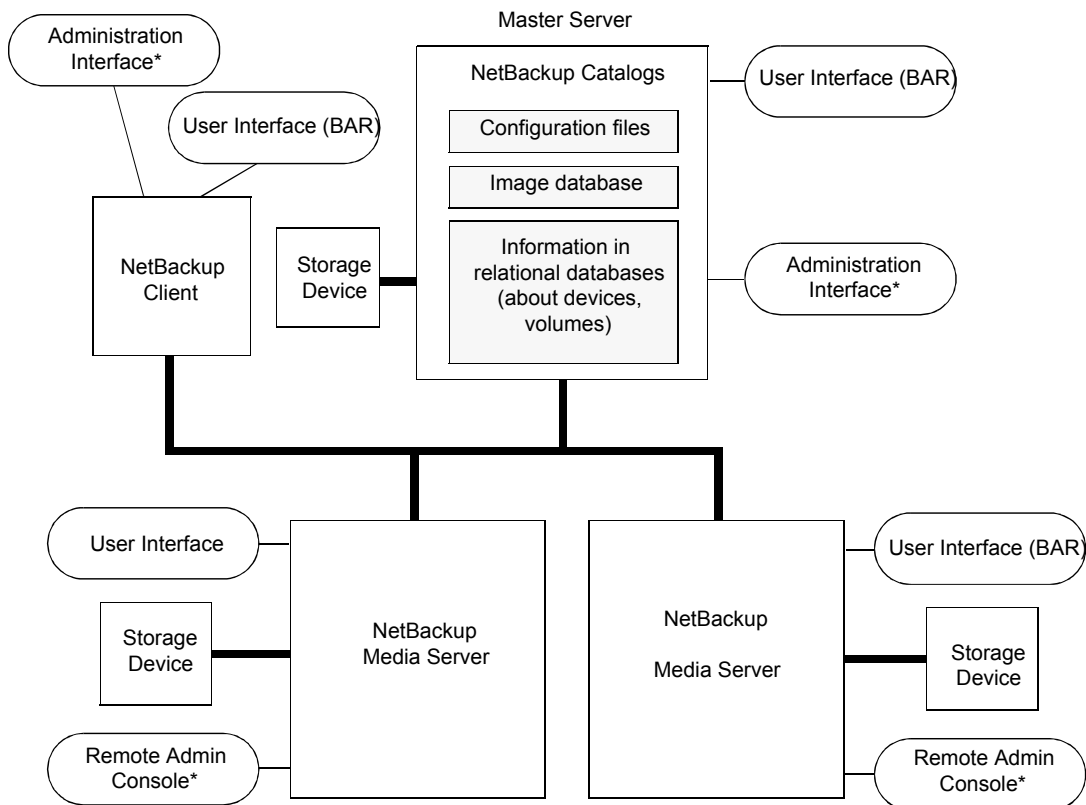 Master Server
Administration
Interface*
User Interface (BAR)
NetBackup
Client
Storage
Device
NetBackup Catalogs
Configuration files
Image database
Information in
relational databases
(about devices,
volumes)
User Interface (BAR)
Administration
Interface*
User Interface
Storage
Device
Remote Admin
Console*
NetBackup
Media Server
NetBackup
Media Server
User Interface (BAR)
Storage
Device
Remote Admin
Console*